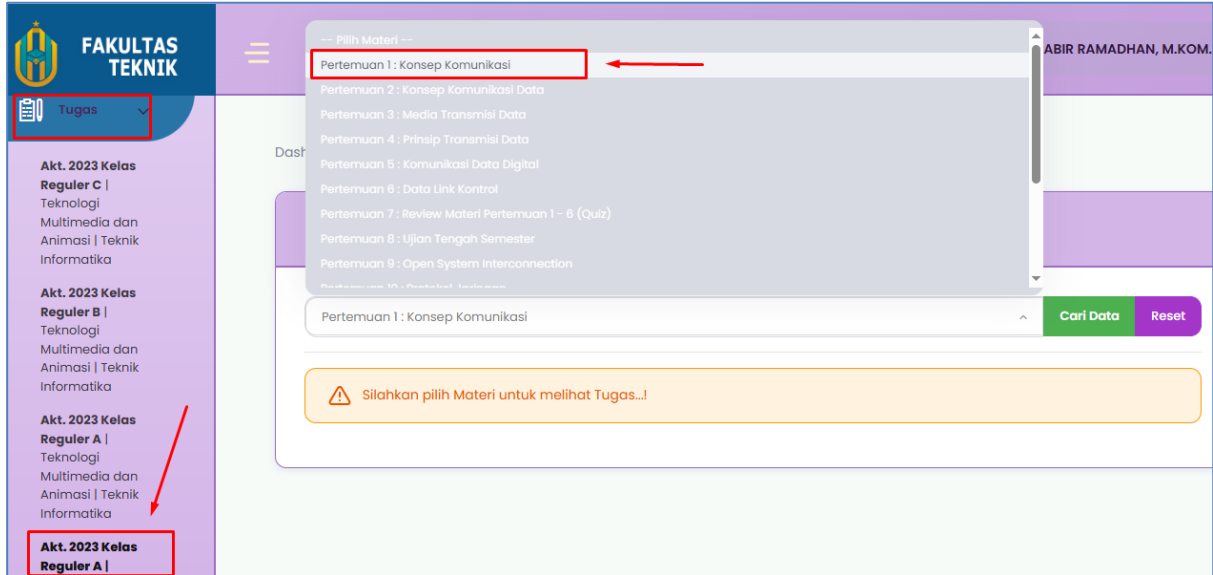 FAKULTAS
TEKNIK
Tugas
Akt. 2023 Kelas
Reguler C |
Teknologi
Multimedia dan
Animasi | Teknik
Informatika
Akt. 2023 Kelas
Reguler B |
Teknologi
Multimedia dan
Animasi | Teknik
Informatika
Akt. 2023 Kelas
Reguler A |
Teknologi
Multimedia dan
Animasi | Teknik
Informatika
Akt. 2023 Kelas
Reguler A |
ABIR RAMADHAN, M.KOM.
Dash
-- Pilih Materi --
Pertemuan 1 : Konsep Komunikasi
Pertemuan 2 : Konsep Komunikasi Data
Pertemuan 3 : Media Transmisi Data
Pertemuan 4 : Prinsip Transmisi Data
Pertemuan 5 : Komunikasi Data Digital
Pertemuan 6 : Data Link Kontrol
Pertemuan 7 : Review Materi Pertemuan 1 - 6 (Quiz)
Pertemuan 8 : Ujian Tengah Semester
Pertemuan 9 : Open System Interconnection
Pertemuan 10 : Protokol Jaringan
Pertemuan 1 : Konsep Komunikasi
Cari Data
Reset
Silahkan pilih Materi untuk melihat Tugas...!